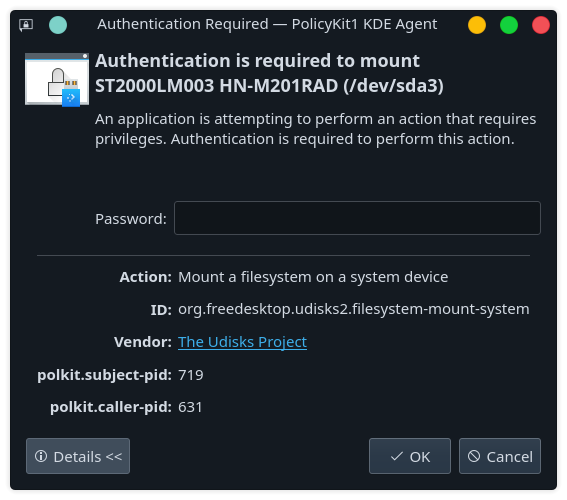 Authentication Required — PolicyKit1 KDE Agent
Authentication is required to mount
ST2000LM003 HN-M201RAD (/dev/sda3)
An application is attempting to perform an action that requires
privileges. Authentication is required to perform this action.
Password:
Action: Mount a filesystem on a system device
ID: org.freedesktop.udisks2.filesystem-mount-system
Vendor: The Udisks Project
polkit.subject-pid: 719
polkit.caller-pid: 631
Details << OK Cancel